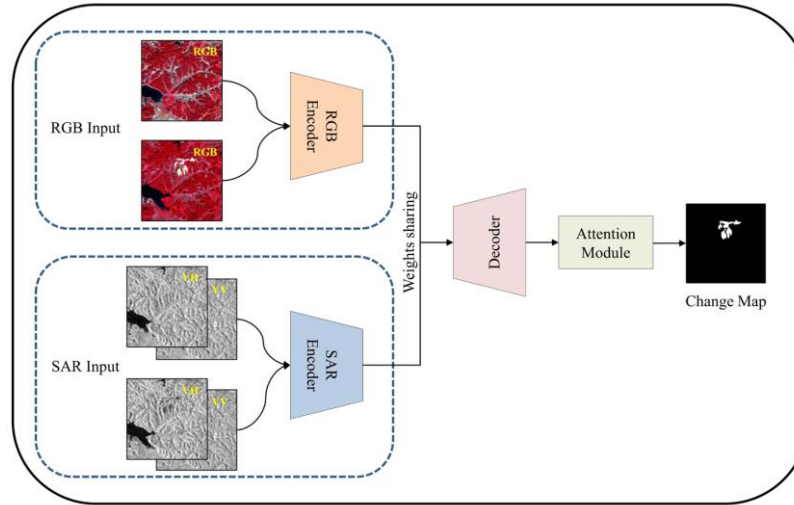 RGB
RGB Input
RGB
RGB
Encoder
VH
VV
SAR Input
VH
VV
SAR
Encoder
Weights sharing
Decoder
Attention
Module
Change Map